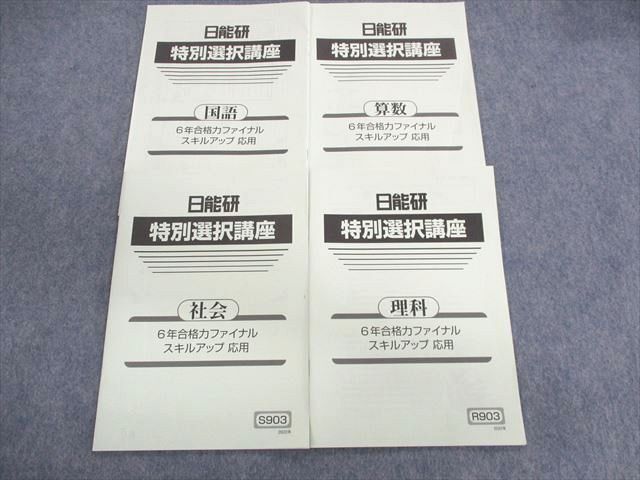 日能研
特別選択講座
国語
6年合格力ファイナル
スキルアップ 応用
日能研
特別選択講座
算数
6年合格力ファイナル
スキルアップ 応用
日能研
特別選択講座
社会
6年合格力ファイナル
スキルアップ 応用
S903
日能研
特別選択講座
理科
6年合格力ファイナル
スキルアップ 応用
R903